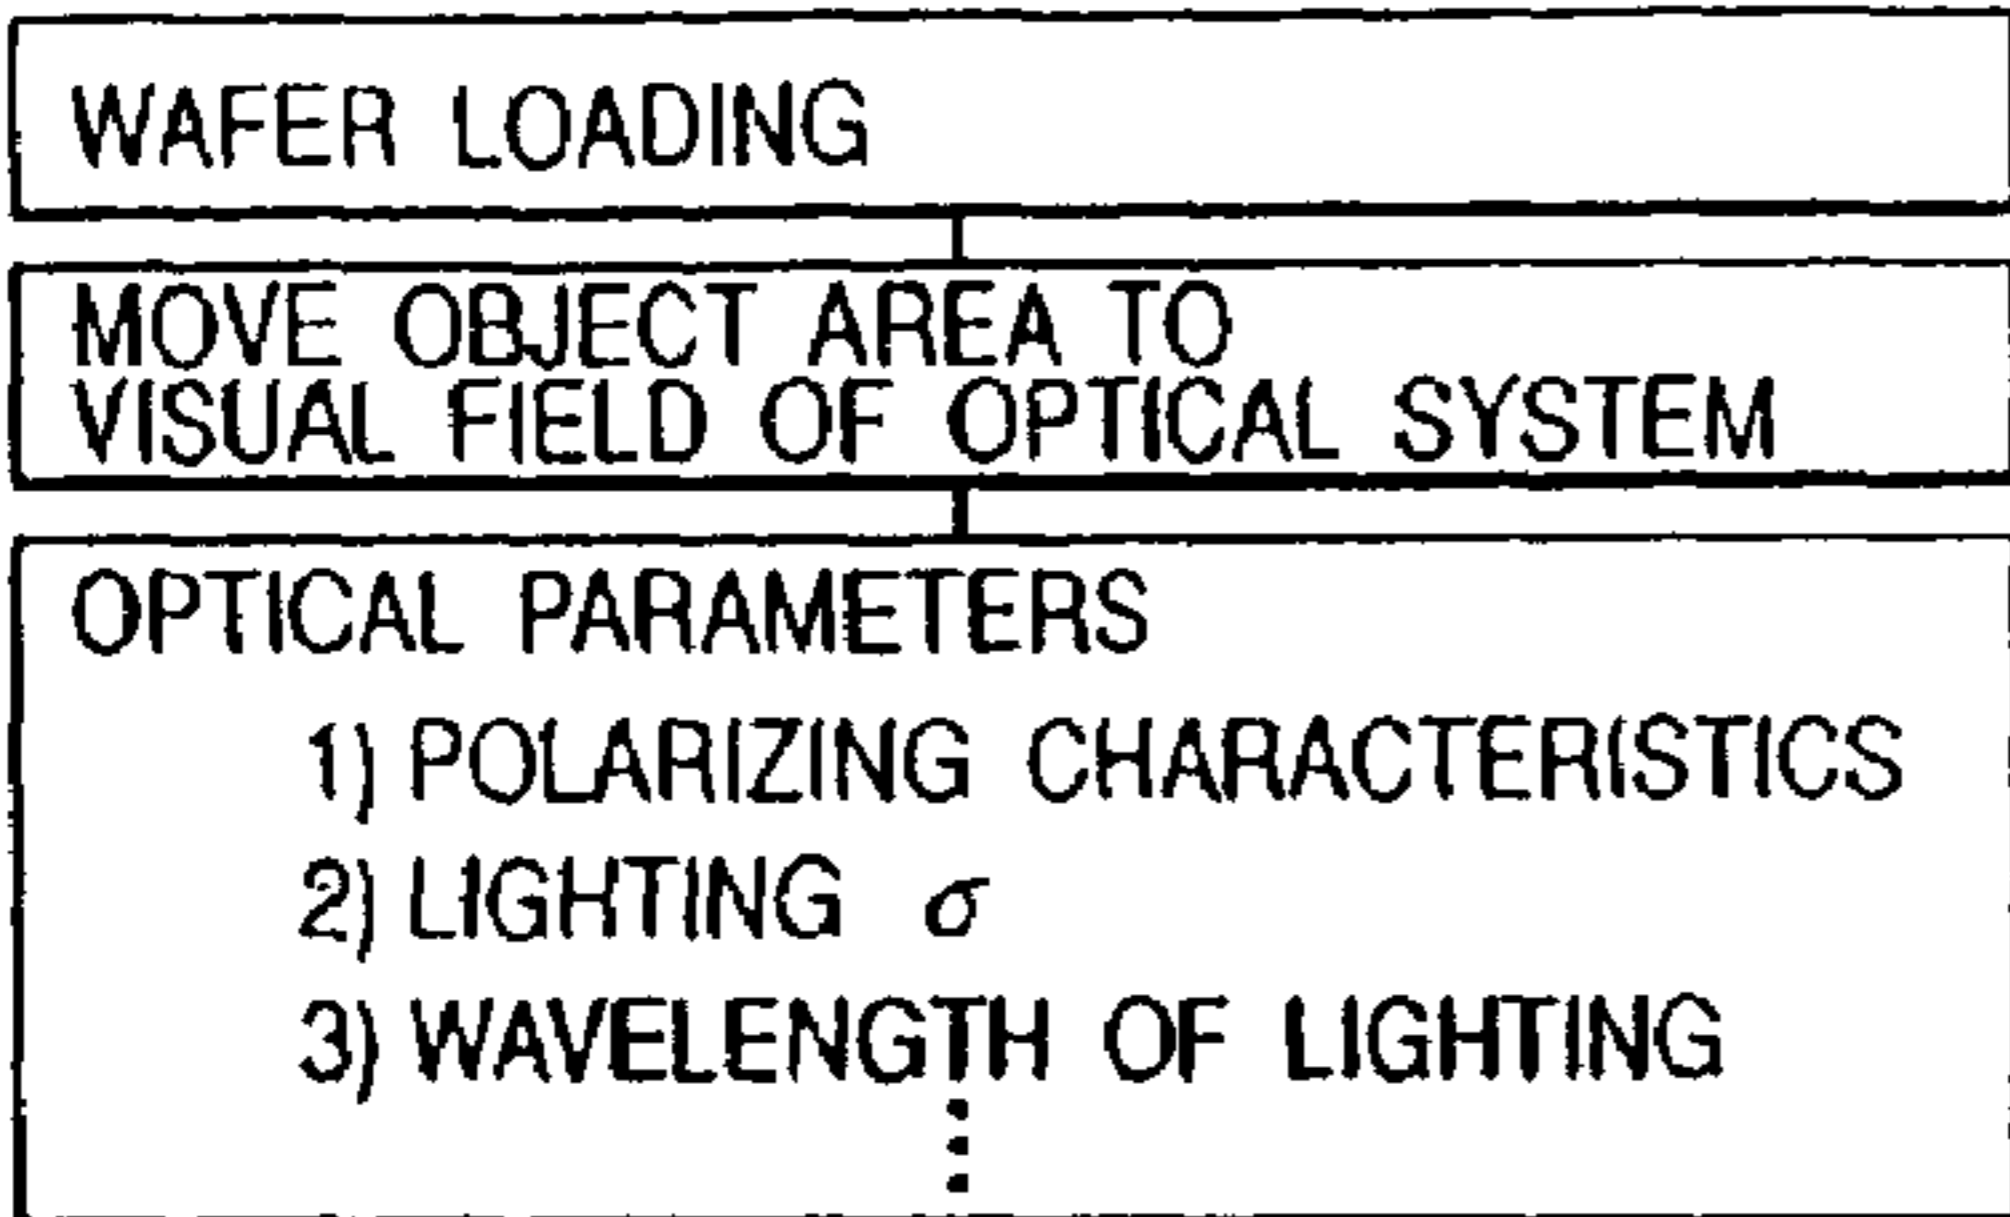 WAFER LOADING
MOVE OBJECT AREA TO
VISUAL FIELD OF OPTICAL SYSTEM
OPTICAL PARAMETERS
1) POLARIZING CHARACTERISTICS
2) LIGHTING σ
3) WAVELENGTH OF LIGHTING